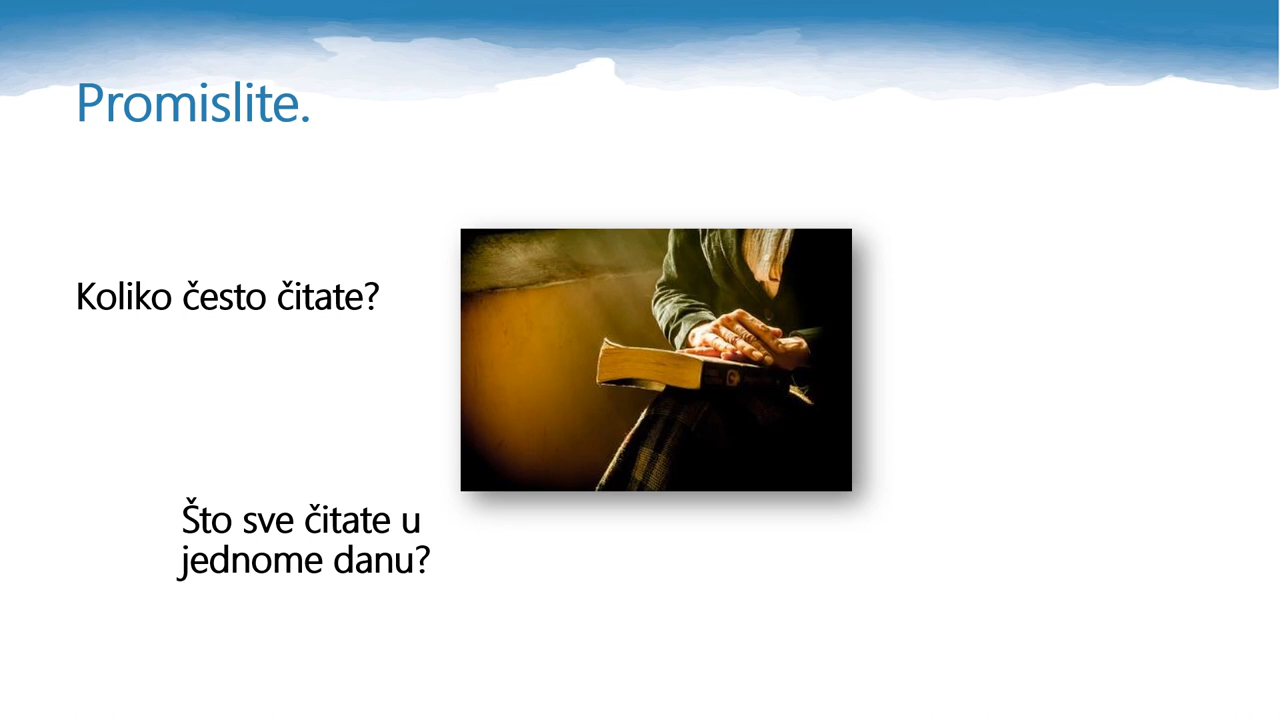 Promislite.
Koliko često čitate?
Što sve čitate u
jednome danu?